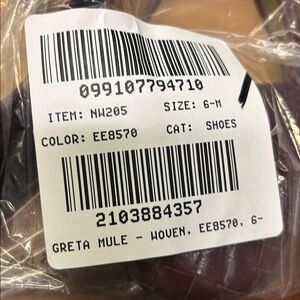 099107794710
ITEM: NW205 SIZE: 6-M
COLOR: EE8570 CAT: SHOES
2103884357
GRETA MULE - WOVEN, EE8570, 6-